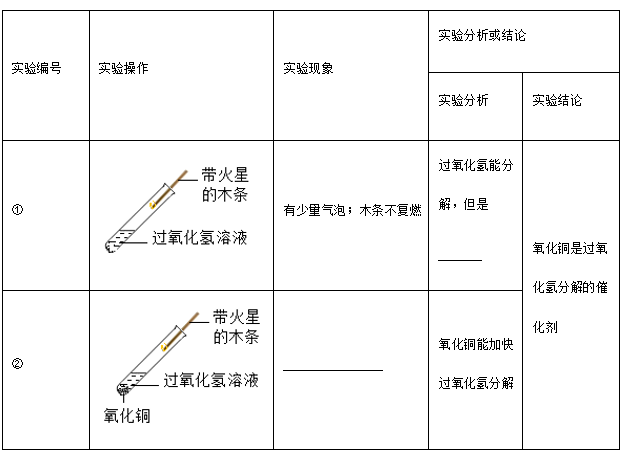 实验编号
实验操作
实验现象
实验分析或结论
实验分析
实验结论
①
带火星
的木条
过氧化氢溶液
有少量气泡；木条不复燃
过氧化氢能分
解，但是
______
氧化铜是过氧
化氢分解的催
化剂
②
带火星
的木条
过氧化氢溶液
氧化铜
______________
氧化铜能加快
过氧化氢分解